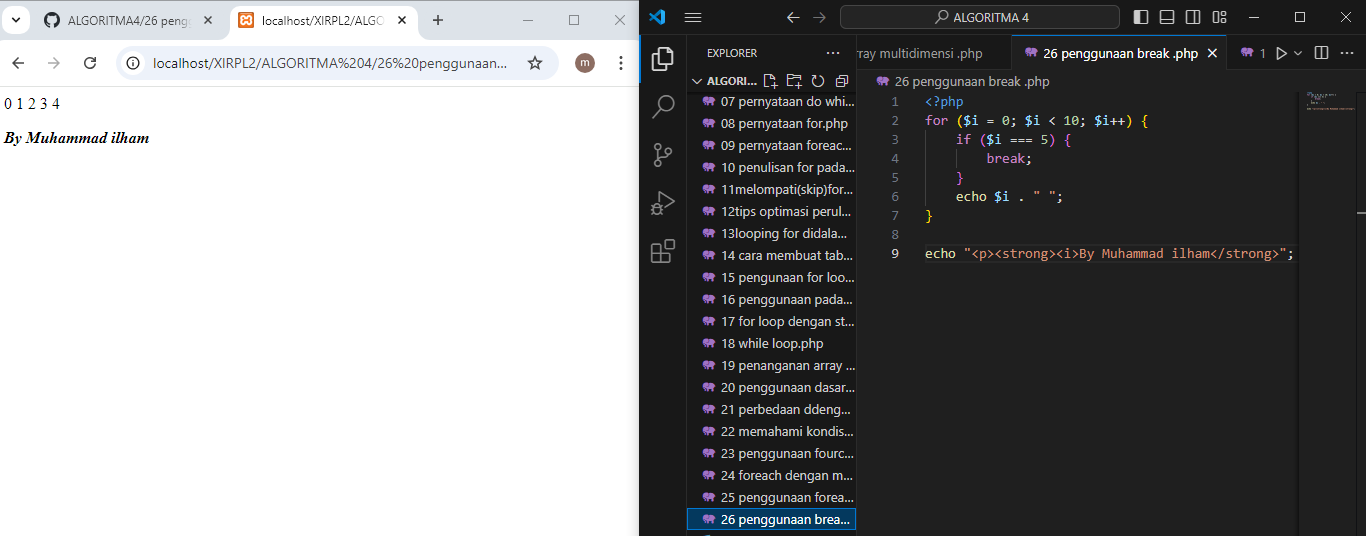 ALGORITMA4/26 peng
localhost/XIRPL2/ALGO
localhost/XIRPL2/ALGORITMA%204/26%20penggunaan...
m
0 1 2 3 4
By Muhammad ilham
ALGORITMA 4
EXPLORER
ALGORI...
07 pernyataan do whi...
08 pernyataan for.php
09 pernyataan foreac...
10 penulisan for pada...
11melompati(skip)for...
12tips optimasi perul...
13looping for didala...
14 cara membuat tab...
15 pengunaan for loo...
16 penggunaan pada...
17 for loop dengan st...
18 while loop.php
19 penanganan array ...
20 penggunaan dasar...
21 perbedaan ddeng...
22 memahami kondis...
23 penggunaan fourc...
24 foreach dengan m...
25 penggunaan forea...
26 penggunaan brea...
rray multidimensi .php
26 penggunaan break .php
1
26 penggunaan break .php
1 <?php
2 for ($i = 0; $i < 10; $i++) {
3 if ($i === 5) {
4 break;
5 }
6 echo $i . " ";
7 }
8
9 echo "<p><strong><i>By Muhammad ilham</strong>";